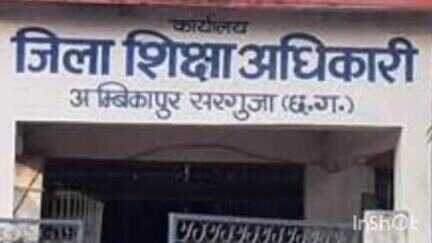 कार्यालय
जिला शिक्षा अधिकारी
अम्बिकापुर सरगुजा (छ.ग.)
InShOt